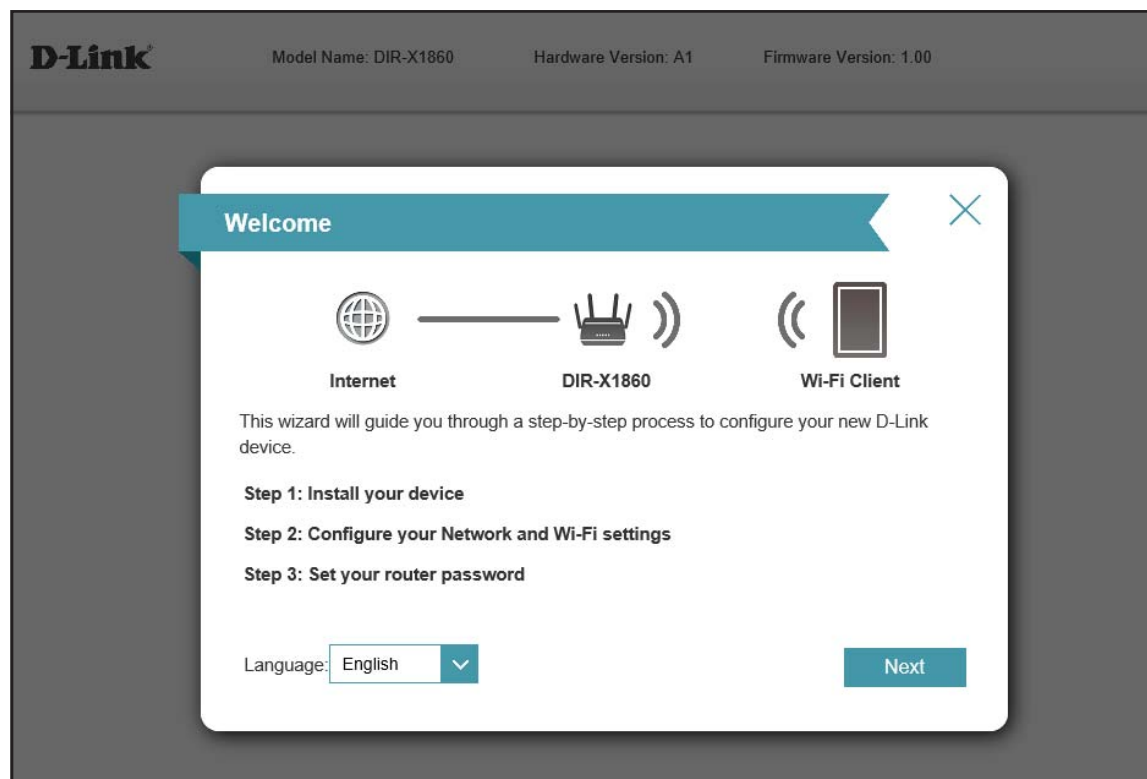 D-Link
Model Name: DIR-X1860 Hardware Version: A1 Firmware Version: 1.00
Welcome
Internet DIR-X1860 Wi-Fi Client
This wizard will guide you through a step-by-step process to configure your new D-Link
device.
Step 1: Install your device
Step 2: Configure your Network and Wi-Fi settings
Step 3: Set your router password
Language: English
Next